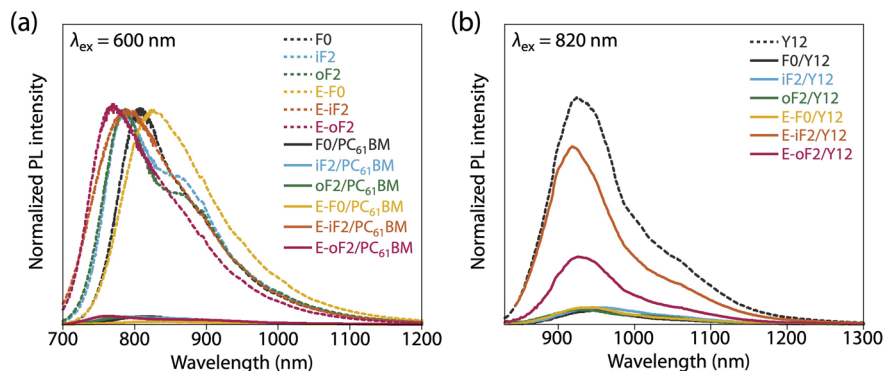 (a)
λex = 600 nm
F0
iF2
oF2
E-F0
E-iF2
E-oF2
F0/PC61BM
iF2/PC61BM
oF2/PC61BM
E-F0/PC61BM
E-iF2/PC61BM
E-oF2/PC61BM
Normalized PL intensity
7
700
800
900
1000
1100
1200
Wavelength (nm)
(b)
λex = 820 nm
Y12
F0/Y12
iF2/Y12
oF2/Y12
E-F0/Y12
E-iF2/Y12
E-oF2/Y12
Normalized PL intensity
900
1000
1100
1200
1300
Wavelength (nm)